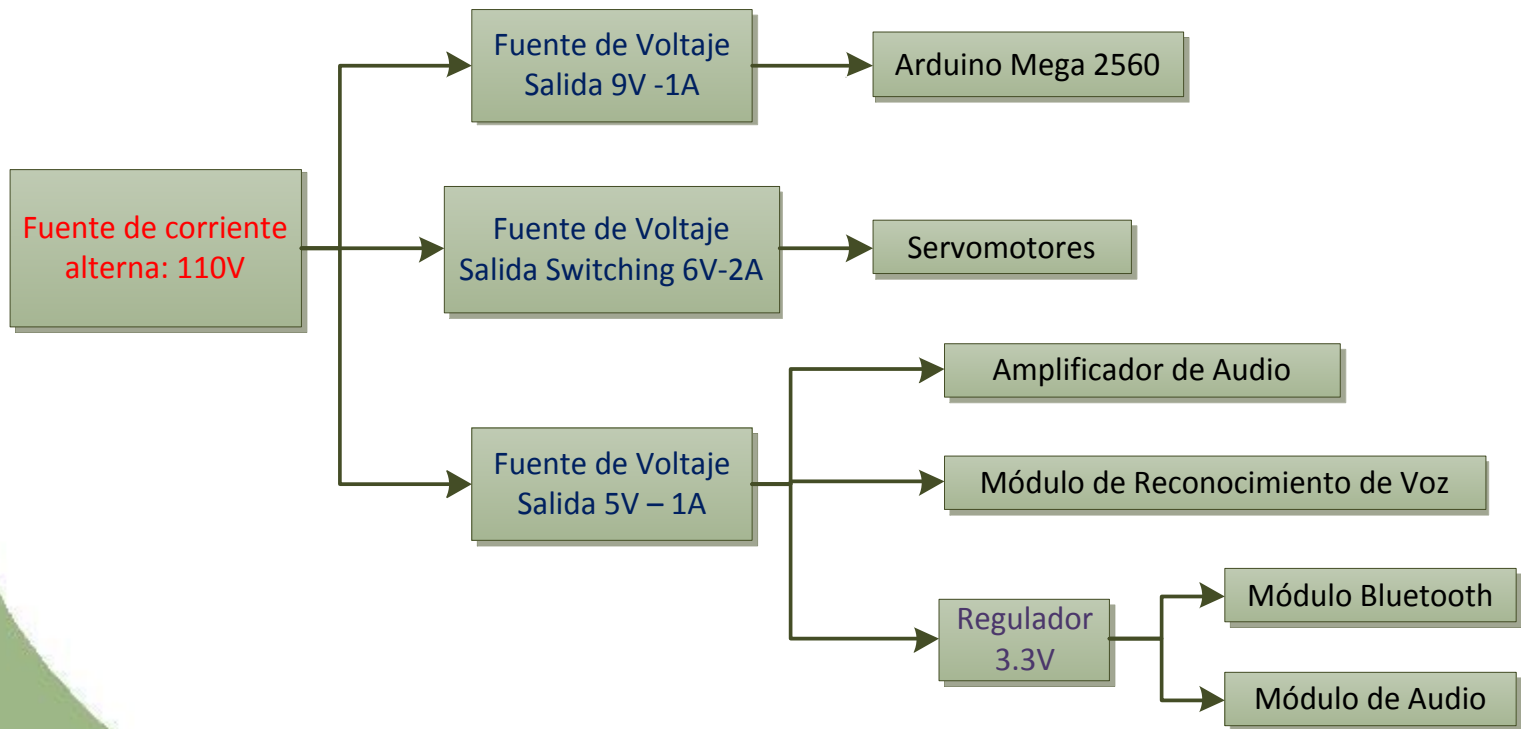 Fuente de corriente
alterna: 110V
Fuente de Voltaje
Salida 9V -1A
Arduino Mega 2560
Fuente de Voltaje
Salida Switching 6V-2A
Servomotores
Fuente de Voltaje
Salida 5V – 1A
Amplificador de Audio
Módulo de Reconocimiento de Voz
Regulador
3.3V
Módulo Bluetooth
Módulo de Audio